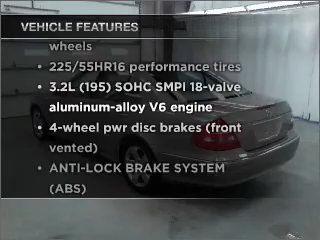 VEHICLE FEATURES
wheels
• 225/55HR16 performance tires
• 3.2L (195) SOHC SMPI 18-valve
aluminum-alloy V6 engine
• 4-wheel pwr disc brakes (front
vented)
• ANTI-LOCK BRAKE SYSTEM
(ABS)